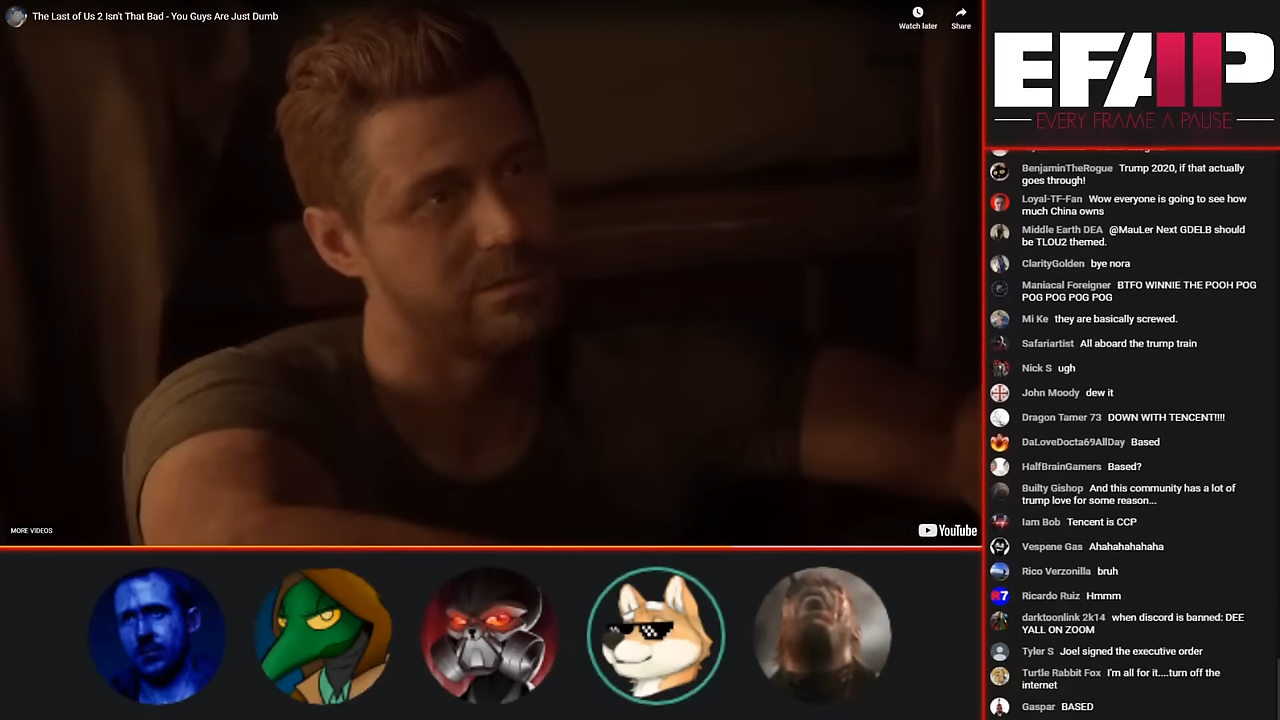 The Last of Us 2 Isn't That Bad - You Guys Are Just Dumb
Watch later
Share
MORE VIDEOS
YouTube
EFAP
EVERY FRAME A PAUSE
BenjaminTheRogue Trump 2020, if that actually
goes through!
Loyal-TF-Fan Wow everyone is going to see how
much China owns
Middle Earth DEA @MauLer Next GDELB should
be TLOU2 themed.
ClarityGolden bye nora
Maniacal Foreigner BTFO WINNIE THE POOH POG
POG POG POG POG
Mi Ke they are basically screwed.
Safariartist All aboard the trump train
Nick S ugh
John Moody dew it
Dragon Tamer 73 DOWN WITH TENCENT!!!!
DaLoveDocta69AllDay Based
HalfBrainGamers Based?
Builty Gishop And this community has a lot of
trump love for some reason...
Iam Bob Tencent is CCP
Vespene Gas Ahahahahahaha
Rico Verzonilla bruh
R7
Ricardo Ruiz Hmmm
darktoonlink 2k14 when discord is banned: DEE
YALL ON ZOOM
Tyler S Joel signed the executive order
Turtle Rabbit Fox I'm all for it....turn off the
internet
Gaspar BASED